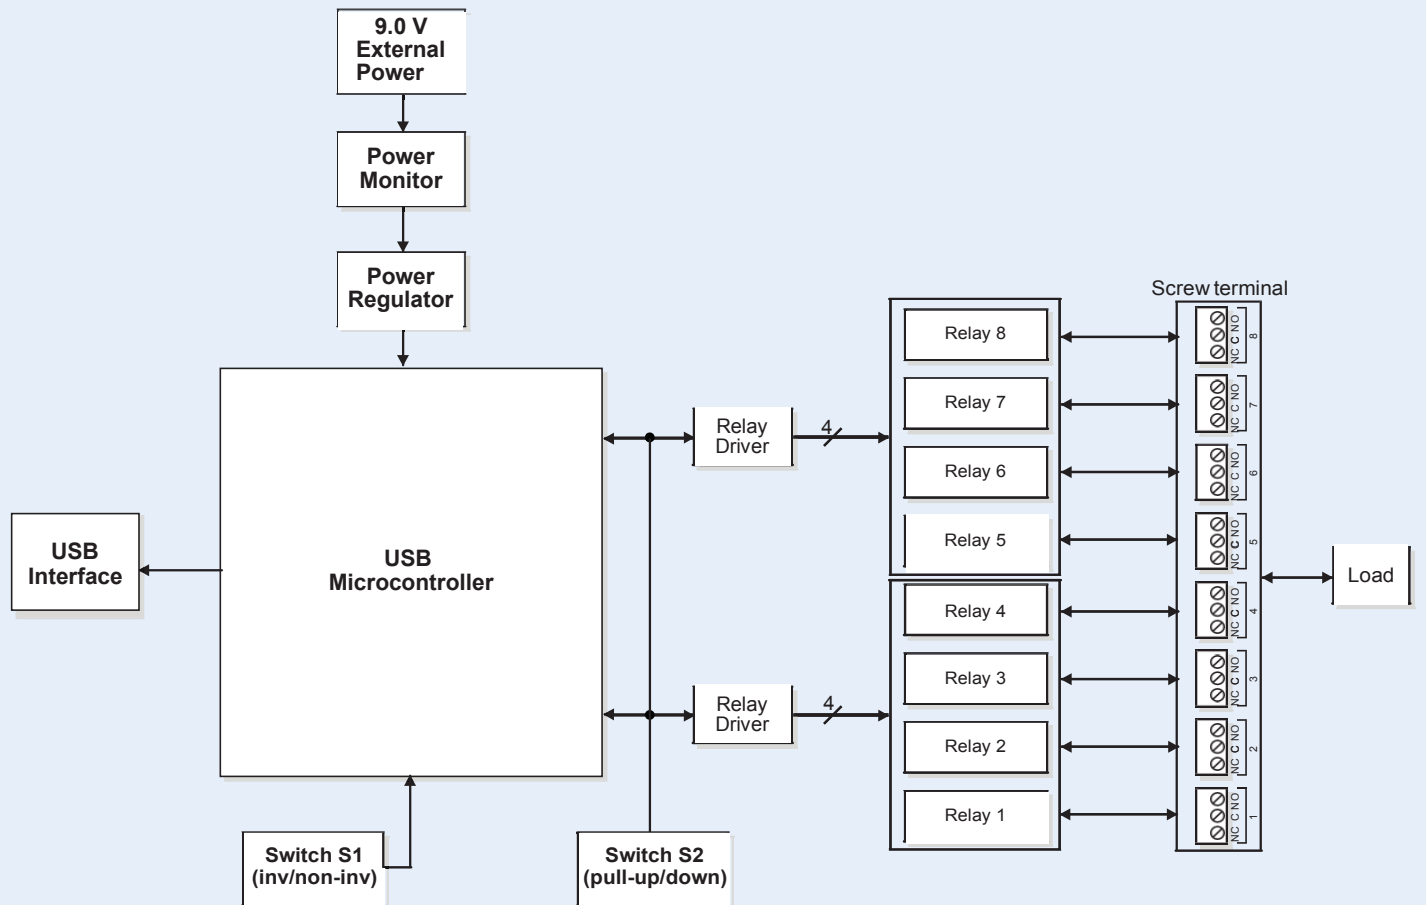 9.0 V
External
Power
Power
Monitor
Power
Regulator
USB
Microcontroller
USB
Interface
Switch S1
(inv/non-inv)
Switch S2
(pull-up/down)
Relay
Driver
4
Relay
Driver
4
Relay 8
Relay 7
Relay 6
Relay 5
Relay 4
Relay 3
Relay 2
Relay 1
Screw terminal
NC C NO
8
NC C NO
7
NC C NO
6
NC C NO
5
NC C NO
4
NC C NO
3
NC C NO
2
NC C NO
1
Load